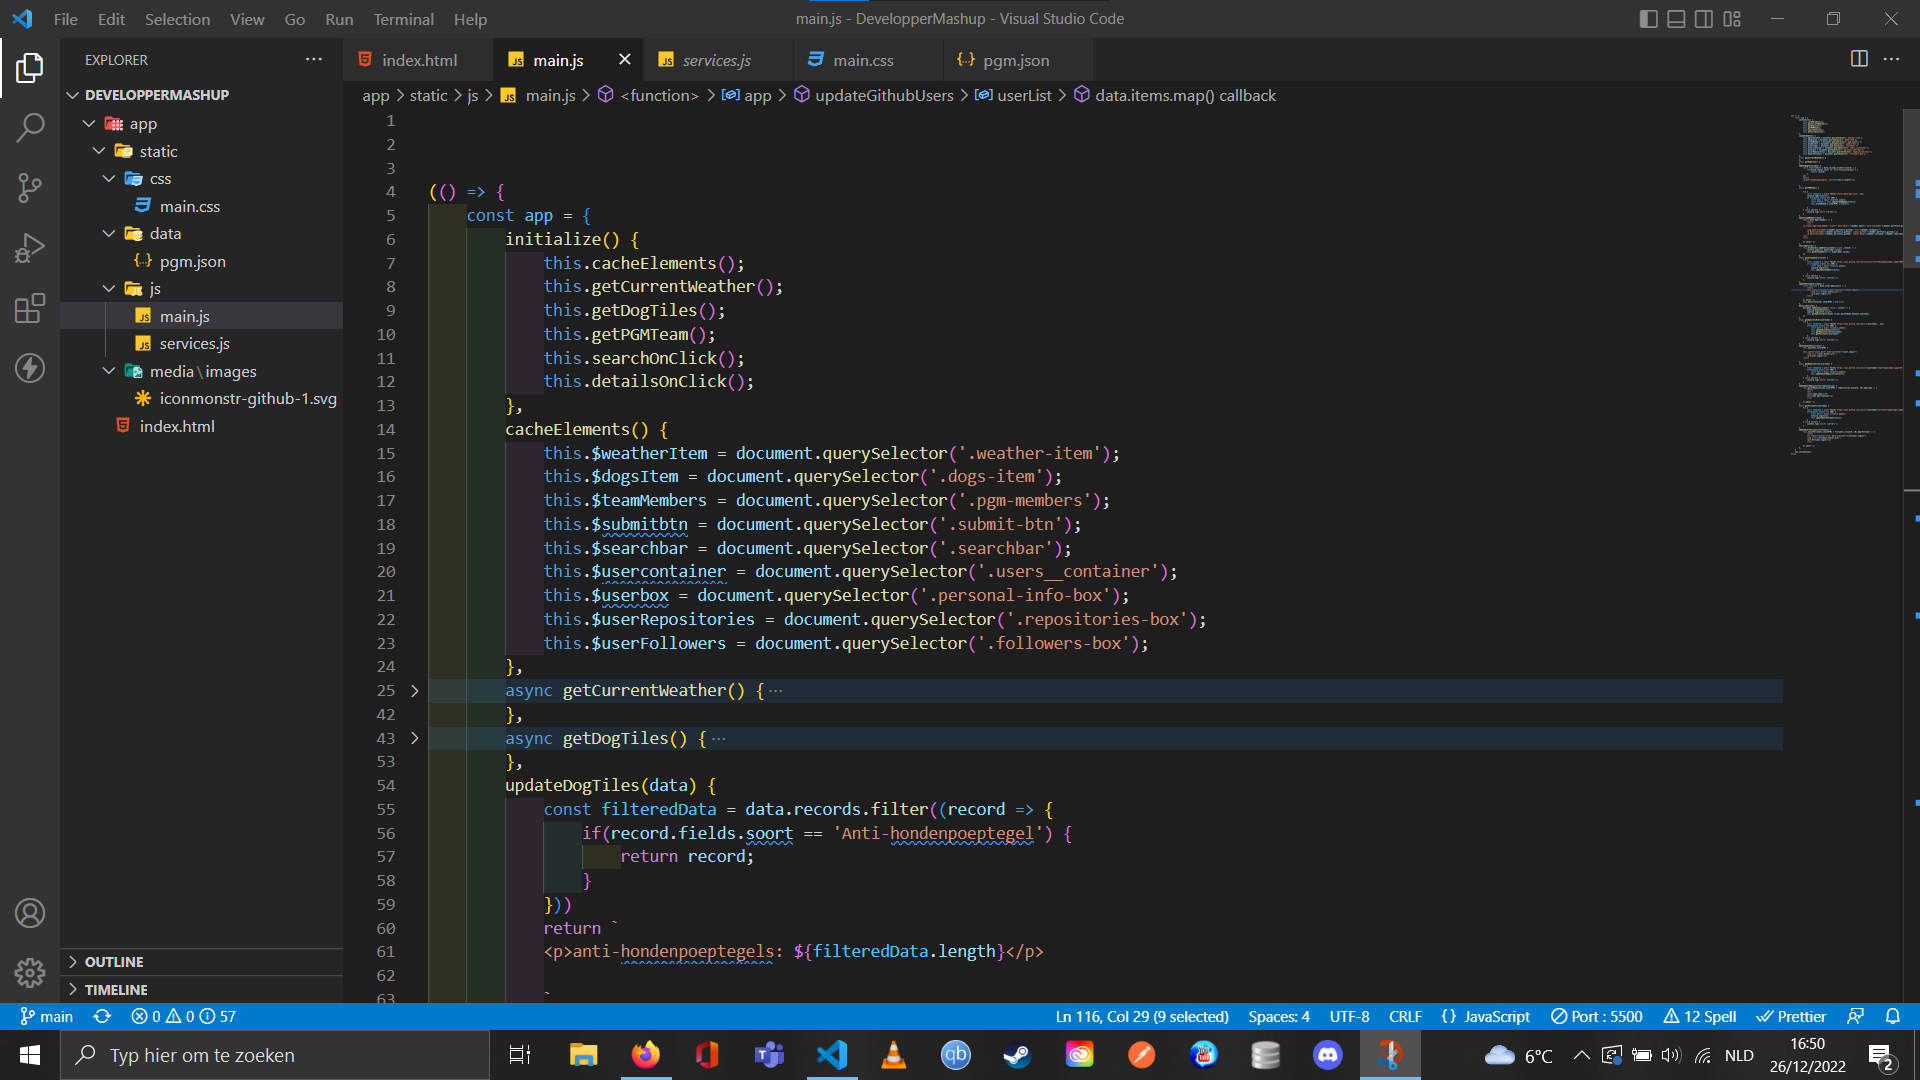 File Edit Selection View Go Run Terminal Help
main.js - DevelopperMashup - Visual Studio Code
EXPLORER
DEVELOPPERMASHUP
app
static
css
main.css
data
pgm.json
js
main.js
services.js
media\images
iconmonstr-github-1.svg
index.html
OUTLINE
TIMELINE
index.html main.js services.js main.css pgm.json
app > static > js > main.js > <function> > app > updateGithubUsers > userList > data.items.map() callback
1
2
3
4 (() => {
5 const app = {
6 initialize() {
7 this.cacheElements();
8 this.getCurrentWeather();
9 this.getDogTiles();
10 this.getPGMTeam();
11 this.searchOnClick();
12 this.detailsOnClick();
13 },
14 cacheElements() {
15 this.$weatherItem = document.querySelector('.weather-item');
16 this.$dogsItem = document.querySelector('.dogs-item');
17 this.$teamMembers = document.querySelector('.pgm-members');
18 this.$submitbtn = document.querySelector('.submit-btn');
19 this.$searchbar = document.querySelector('.searchbar');
20 this.$usercontainer = document.querySelector('.users__container');
21 this.$userbox = document.querySelector('.personal-info-box');
22 this.$userRepositories = document.querySelector('.repositories-box');
23 this.$userFollowers = document.querySelector('.followers-box');
24 },
25 async getCurrentWeather() { ···
42 },
43 async getDogTiles() { ···
53 },
54 updateDogTiles(data) {
55 const filteredData = data.records.filter((record => {
56 if(record.fields.soort == 'Anti-hondenpoeptegel') {
57 return record;
58 }
59 }))
60 return `
61 <p>anti-hondenpoeptegels: ${filteredData.length}</p>
62
63 `
main 0 0 57
Ln 116, Col 29 (9 selected) Spaces: 4 UTF-8 CRLF {} JavaScript Port : 5500 12 Spell Prettier
Typ hier om te zoeken
6°C NLD
16:50
26/12/2022
2